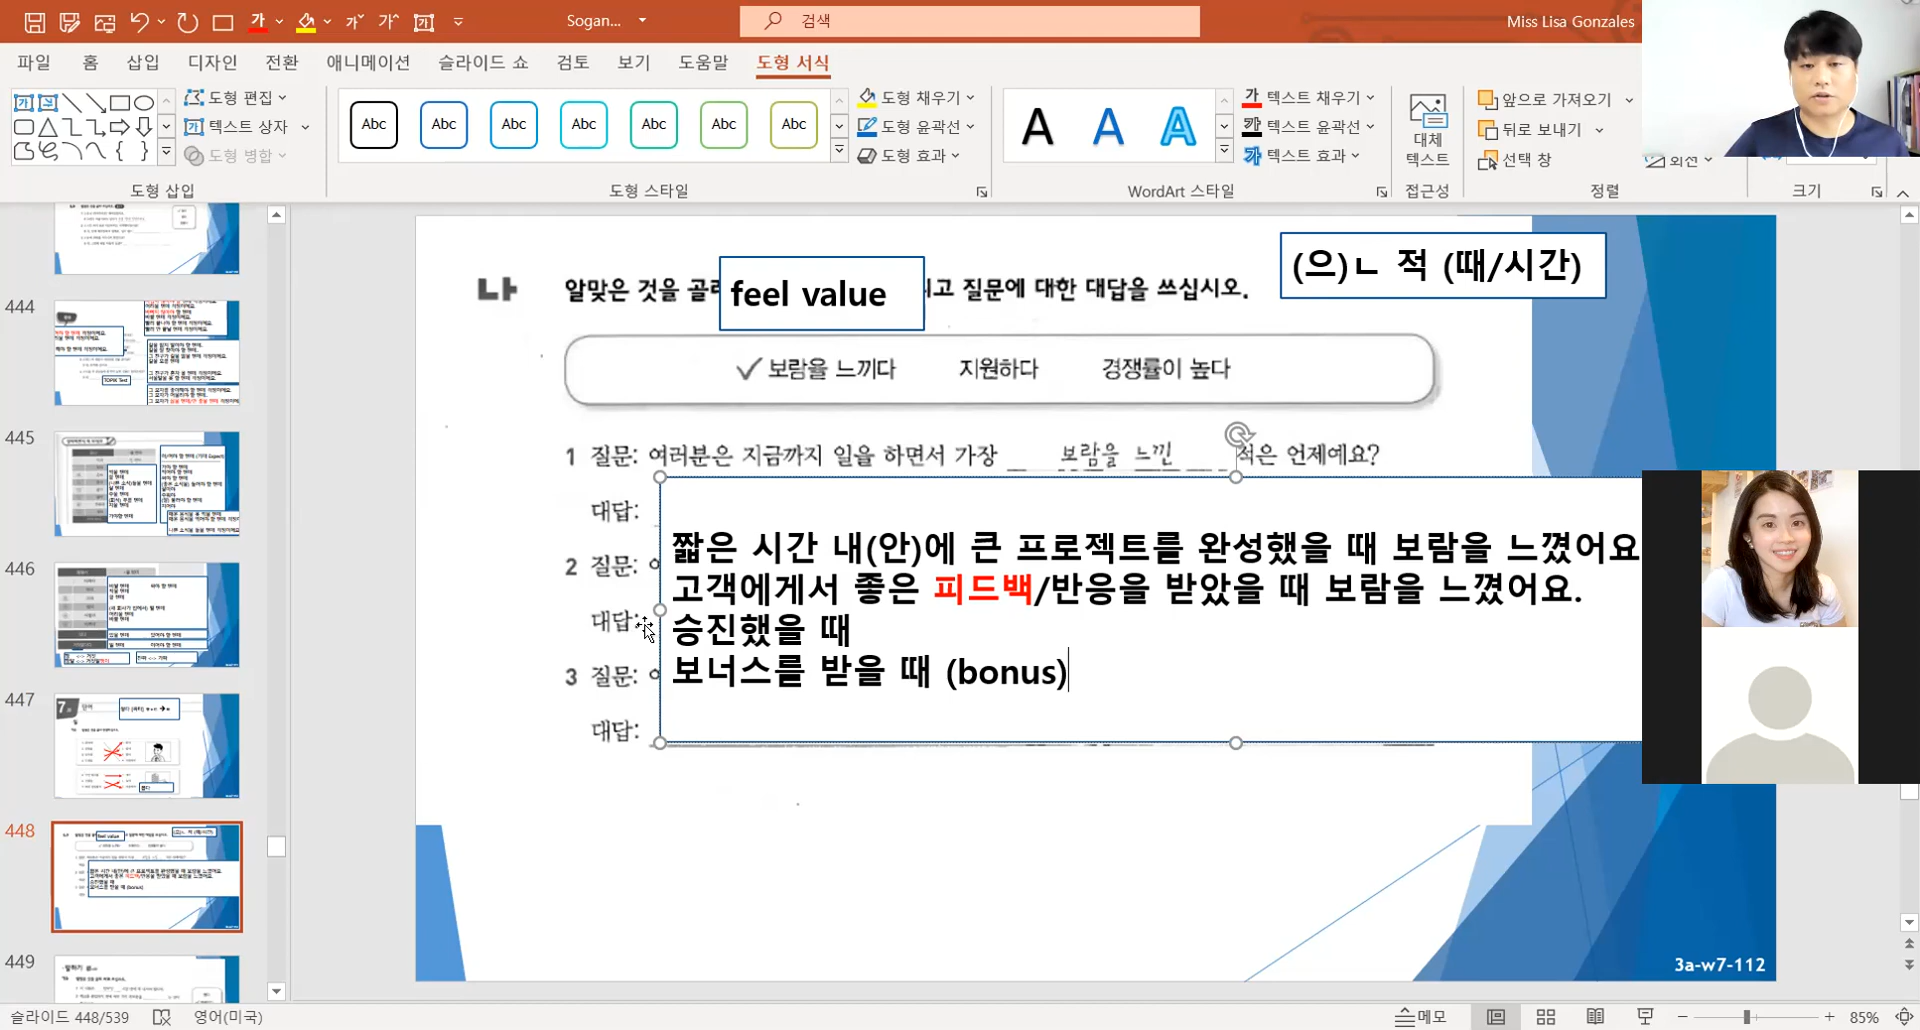 Sogan...
검색
Miss Lisa Gonzales
파일 홈 삽입 디자인 전환 애니메이션 슬라이드 쇼 검토 보기 도움말 도형 서식
도형 편집
텍스트 상자
도형 병합
도형 삽입
Abc Abc Abc Abc Abc Abc Abc
도형 채우기
도형 윤곽선
도형 효과
도형 스타일
A A A
텍스트 채우기
텍스트 윤곽선
텍스트 효과
WordArt 스타일
대체
텍스트
접근성
앞으로 가져오기
뒤로 보내기
선택 창
회전
정렬
크기
444
445
446
447
448
449
나
알맞은 것을 골라
feel value
고 질문에 대한 대답을 쓰십시오.
(으)ㄴ 적 (때/시간)
✓ 보람을 느끼다 지원하다 경쟁률이 높다
1 질문: 여러분은 지금까지 일을 하면서 가장 보람을 느낀 적은 언제예요?
대답:
2 질문:
대답:
3 질문:
대답:
짧은 시간 내(안)에 큰 프로젝트를 완성했을 때 보람을 느꼈어요
고객에게서 좋은 피드백/반응을 받았을 때 보람을 느꼈어요.
승진했을 때
보너스를 받을 때 (bonus)
3a-w7-112
슬라이드 448/539
영어(미국)
메모
85%